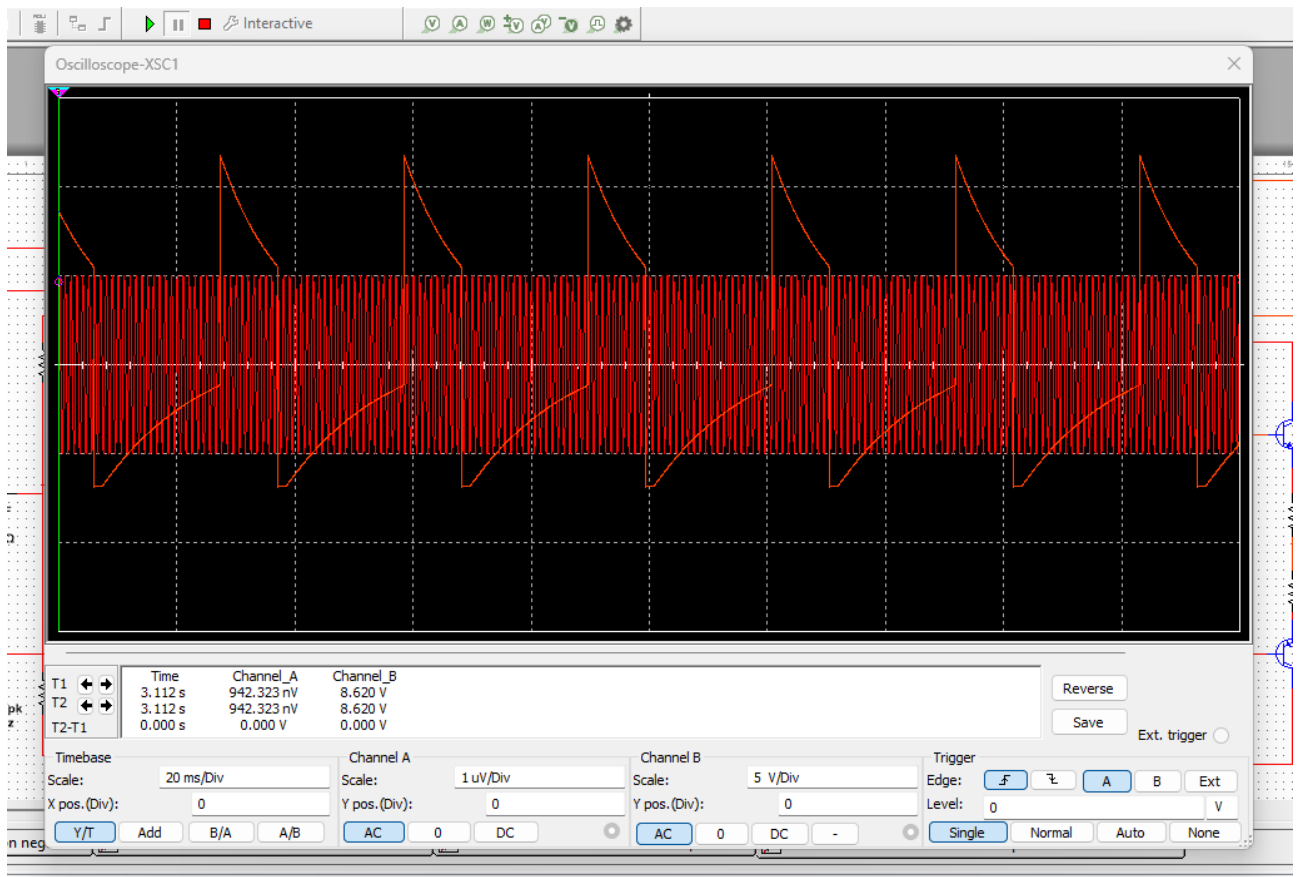 Interactive
Oscilloscope-XSC1
Time Channel_A Channel_B
T1 3.112 s 942.323 nV 8.620 V
T2 3.112 s 942.323 nV 8.620 V
T2-T1 0.000 s 0.000 V 0.000 V
Reverse
Save
Ext. trigger
pk
z
Timebase Channel A Channel B Trigger
Scale: 20 ms/Div Scale: 1 uV/Div Scale: 5 V/Div Edge: A B Ext
X pos.(Div): 0 Y pos.(Div): 0 Y pos.(Div): 0 Level: 0 V
Y/T Add B/A A/B AC 0 DC AC 0 DC - Single Normal Auto None
on neg